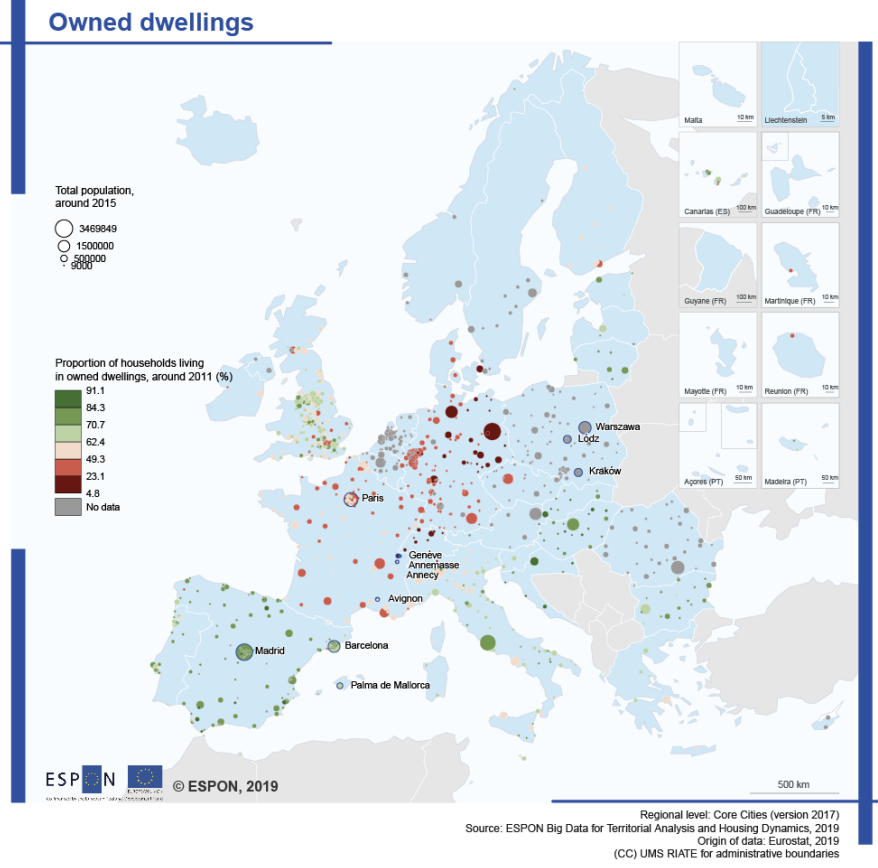 Owned dwellings
Total population,
around 2015
3469849
1500000
500000
9000
Proportion of households living
in owned dwellings, around 2011 (%)
91.1
84.3
70.7
62.4
49.3
23.1
4.8
No data
Malta
10 km
Liechtenstein
5 km
Canarias (ES)
100 km
Guadeloupe (FR)
10 km
Guyane (FR)
100 km
Martinique (FR)
10 km
Mayotte (FR)
10 km
Reunion (FR)
10 km
Açores (PT)
50 km
Madeira (PT)
50 km
Warszawa
Lódz
Kraków
Paris
Genève
Annemasse
Annecy
Avignon
Madrid
Barcelona
Palma de Mallorca
ESPON
© ESPON, 2019
500 km
Regional level: Core Cities (version 2017)
Source: ESPON Big Data for Territorial Analysis and Housing Dynamics, 2019
Origin of data: Eurostat, 2019
(CC) UMS RIATE for administrative boundaries